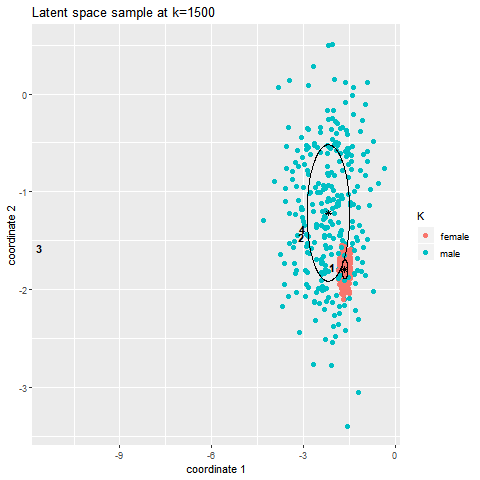 Latent space sample at k=1500
0
-1
-2
-3
coordinate 2
3
4
2
1
-9
-6
-3
0
coordinate 1
K
female
male